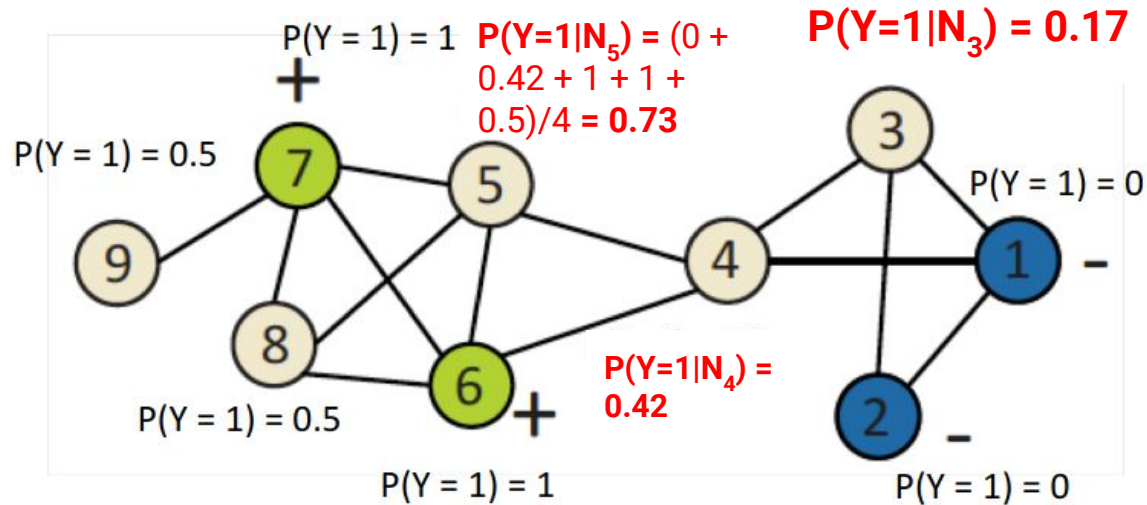 P(Y=1|N₃) = 0.17
P(Y = 1) = 1
P(Y=1|N₅) = (0 +
0.42 + 1 + 1 +
0.5)/4 = 0.73
+
P(Y = 1) = 0.5
7
5
3
P(Y = 1) = 0
9
4
1
-
8
6
+
P(Y=1|N₄) =
0.42
2
-
P(Y = 1) = 0.5
P(Y = 1) = 1
P(Y = 1) = 0